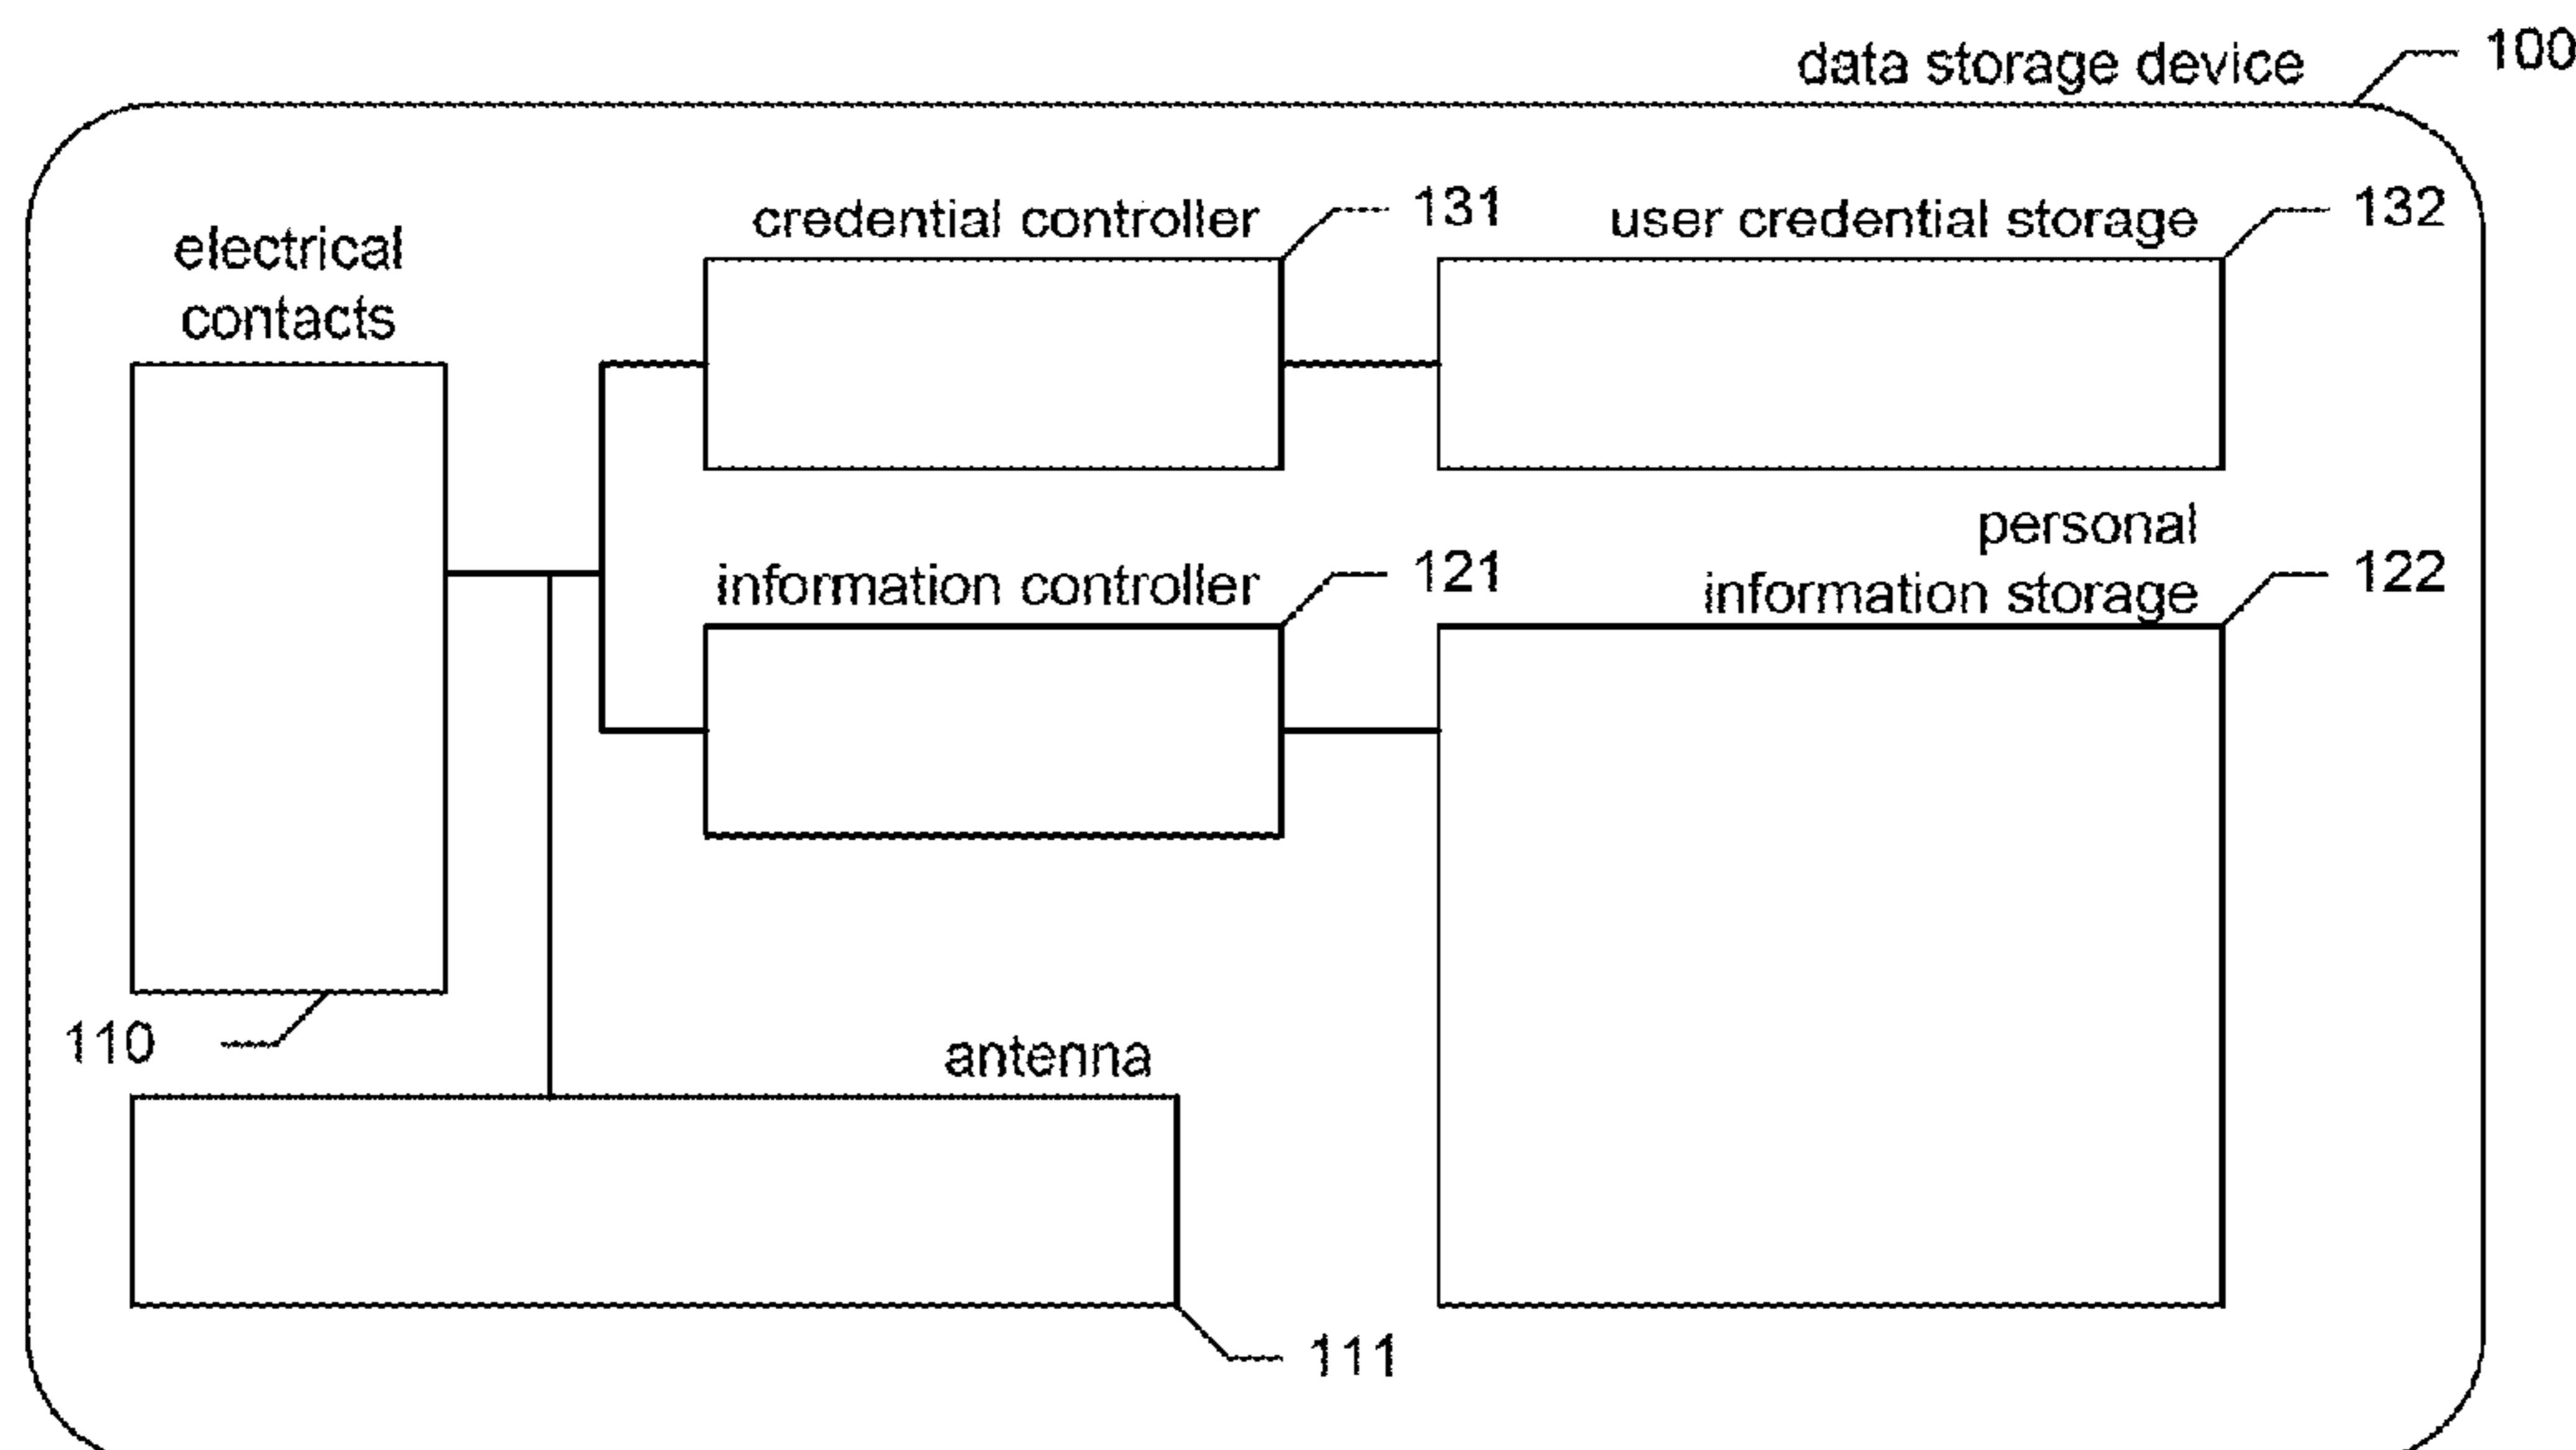 data storage device
100
credential controller
131
user credential storage
132
electrical
contacts
personal
information controller
121
information storage
122
110
antenna
111